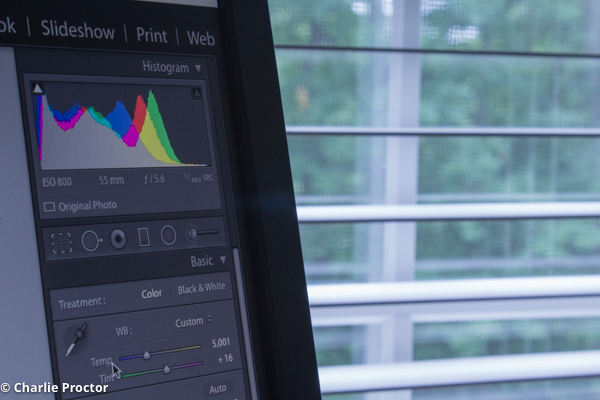 ok | Slideshow | Print | Web
Histogram ▼
ISO 800 55 mm ƒ / 5.6 1/400 sec
Original Photo
Basic ▼
Treatment : Color | Black & White
WB : Custom
Temp 5,001
Tint + 16
Auto
© Charlie Proctor